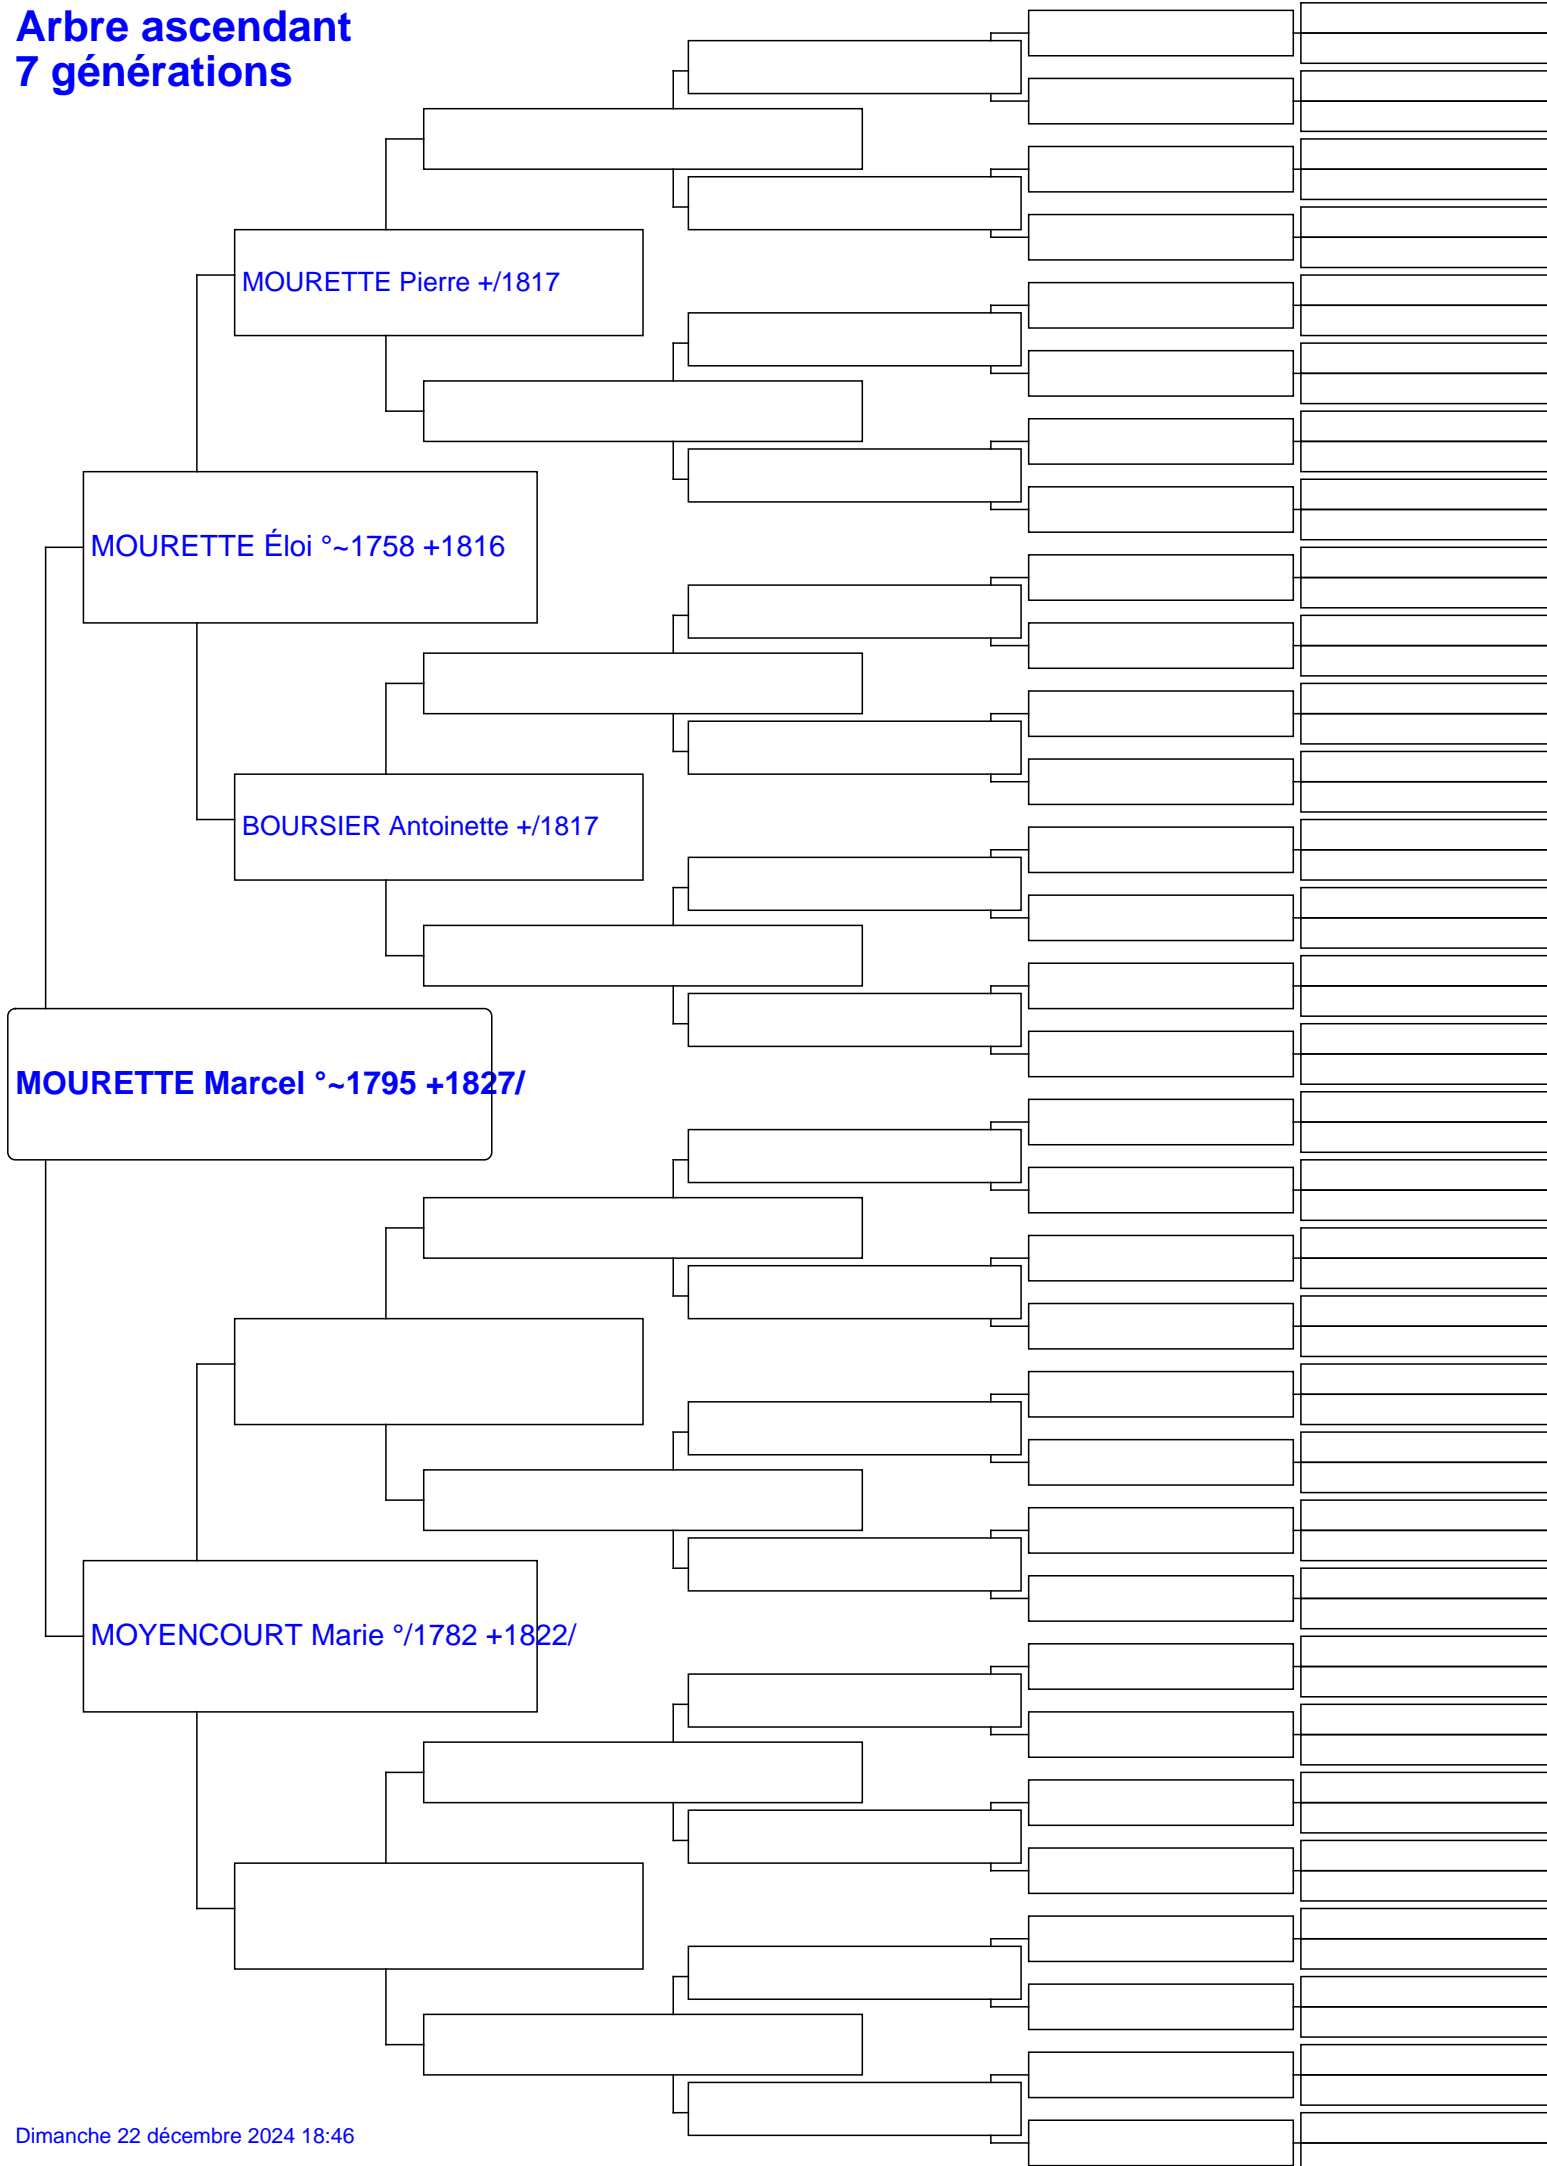 Arbre ascendant
7 générations
MOURETTE Pierre +/1817
MOURETTE Éloi °~1758 +1816
BOURSIER Antoinette +/1817
MOURETTE Marcel °~1795 +1827/
MOYENCOURT Marie °/1782 +1822/
Dimanche 22 décembre 2024 18:46